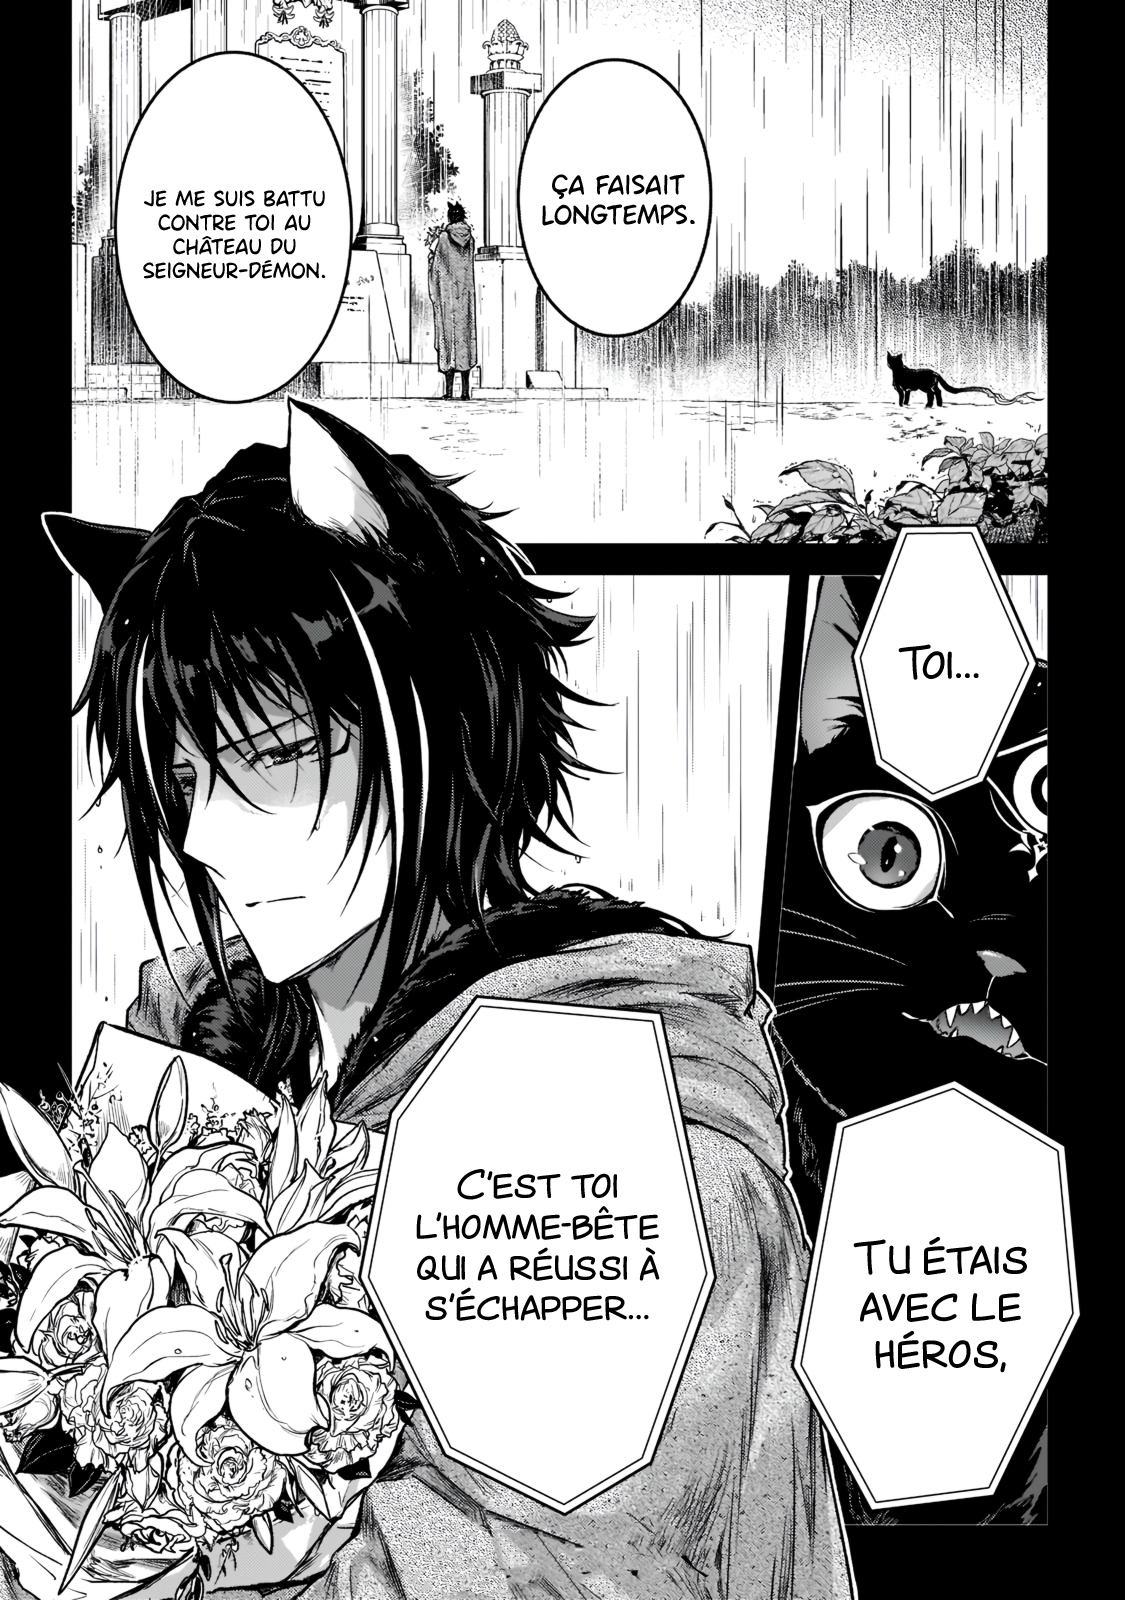 ÇA FAISAIT
LONGTEMPS.
JE ME SUIS BATTU
CONTRE TOI AU
CHÂTEAU DU
SEIGNEUR-DÉMON.
TOI...
TU ÉTAIS
AVEC LE
HÉROS,
C'EST TOI
L'HOMME-BÊTE
QUI A RÉUSSI À
S'ÉCHAPPER...